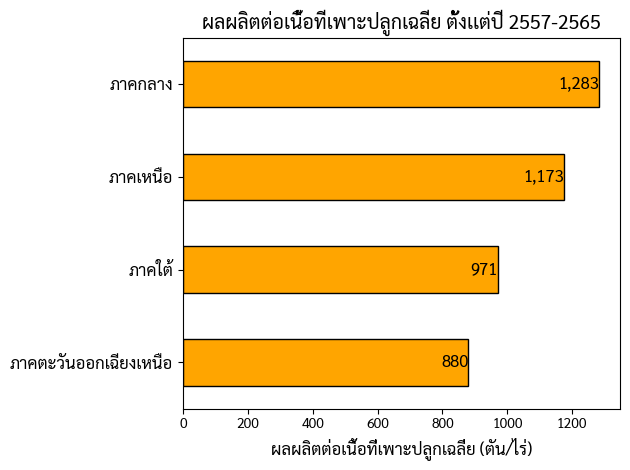 ผลผลิตต่อเนื้อที่เพาะปลูกเฉลี่ย ตั้งแต่ปี 2557-2565
ภาคกลาง
1,283
ภาคเหนือ
1,173
ภาคใต้
971
ภาคตะวันออกเฉียงเหนือ
880
0 200 400 600 800 1000 1200
ผลผลิตต่อเนื้อที่เพาะปลูกเฉลี่ย (ตัน/ไร่)